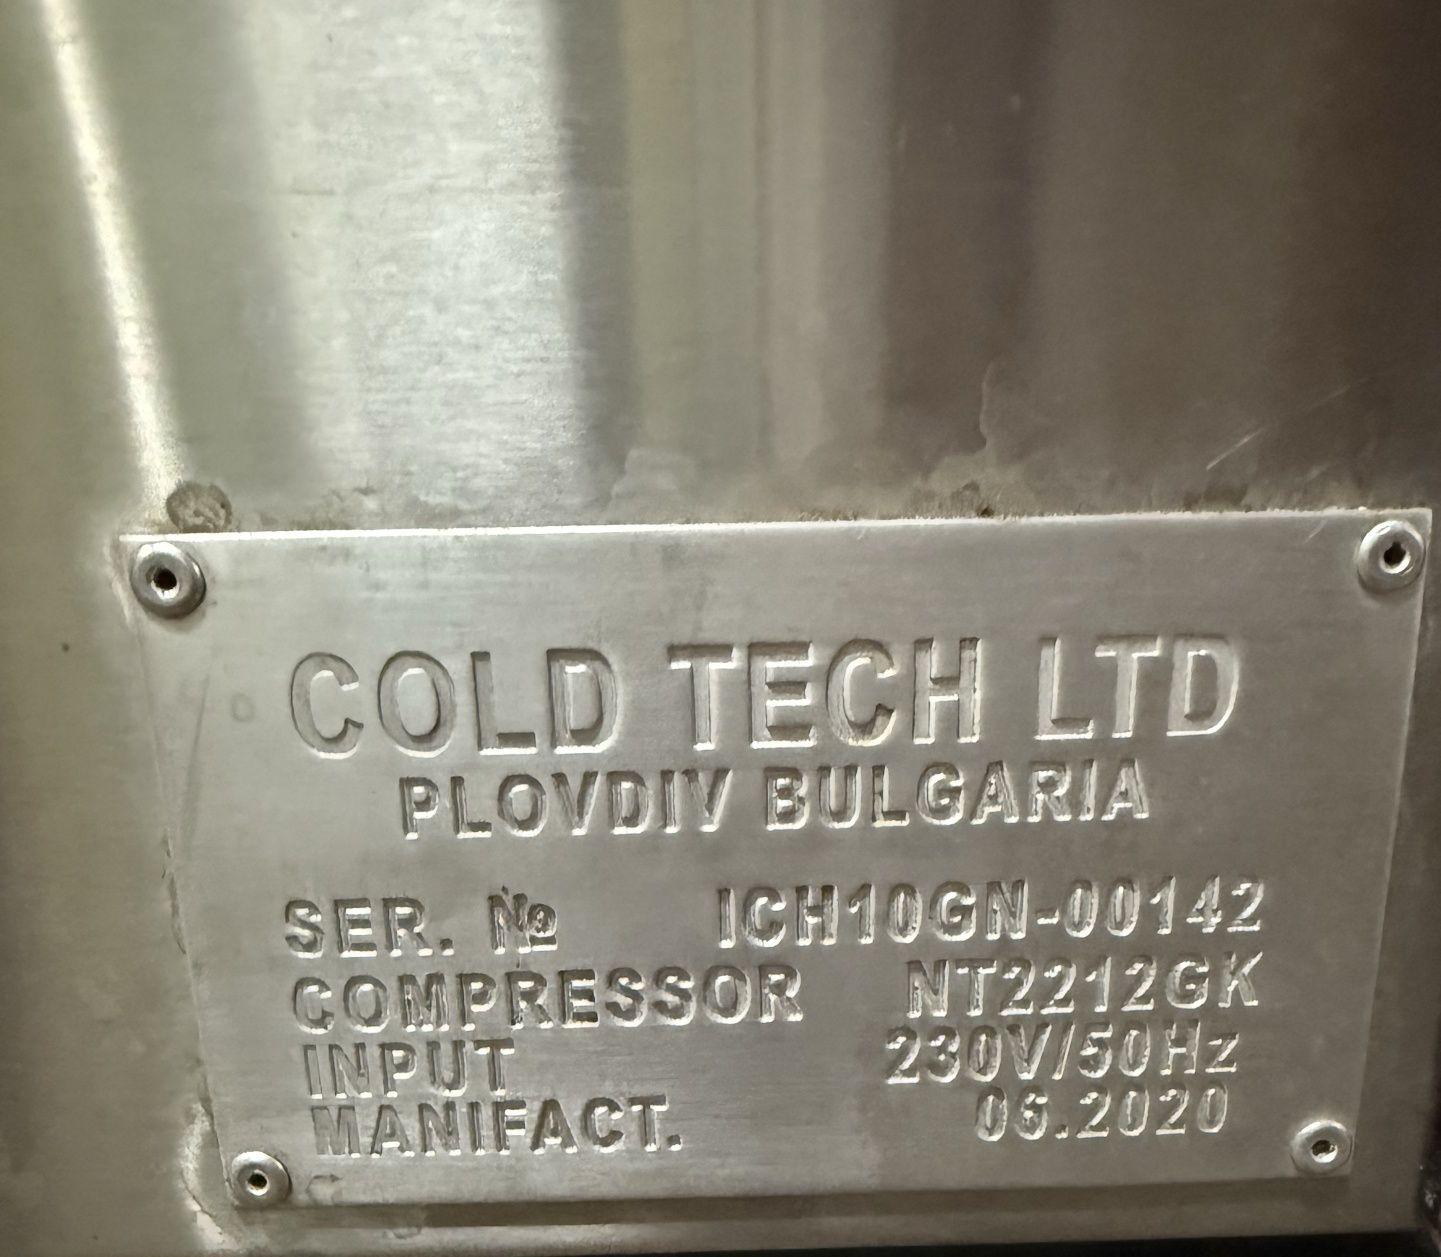 COLD TECH LTD
PLOVDIV BULGARIA
SER. № ICH10GN-00142
COMPRESSOR NT2212GK
INPUT 230V/50Hz
MANIFACT. 06.2020